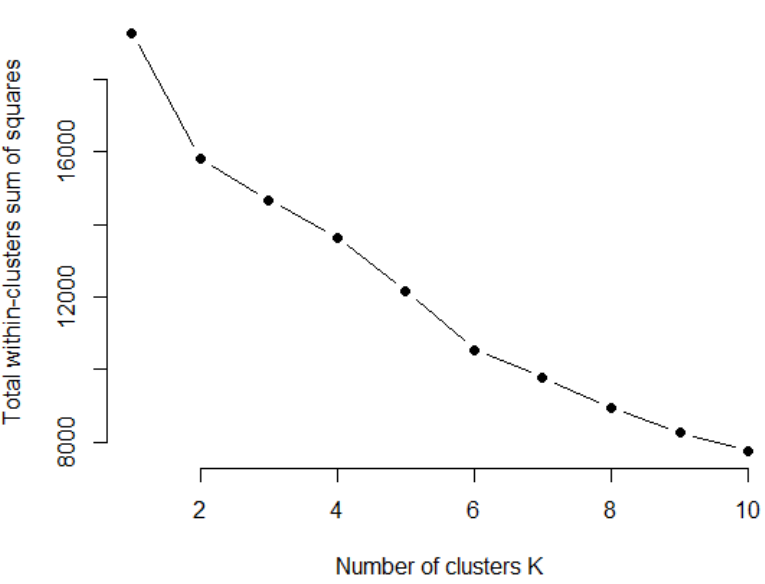 Total within-clusters sum of squares
16000
12000
8000
2 4 6 8 10
Number of clusters K